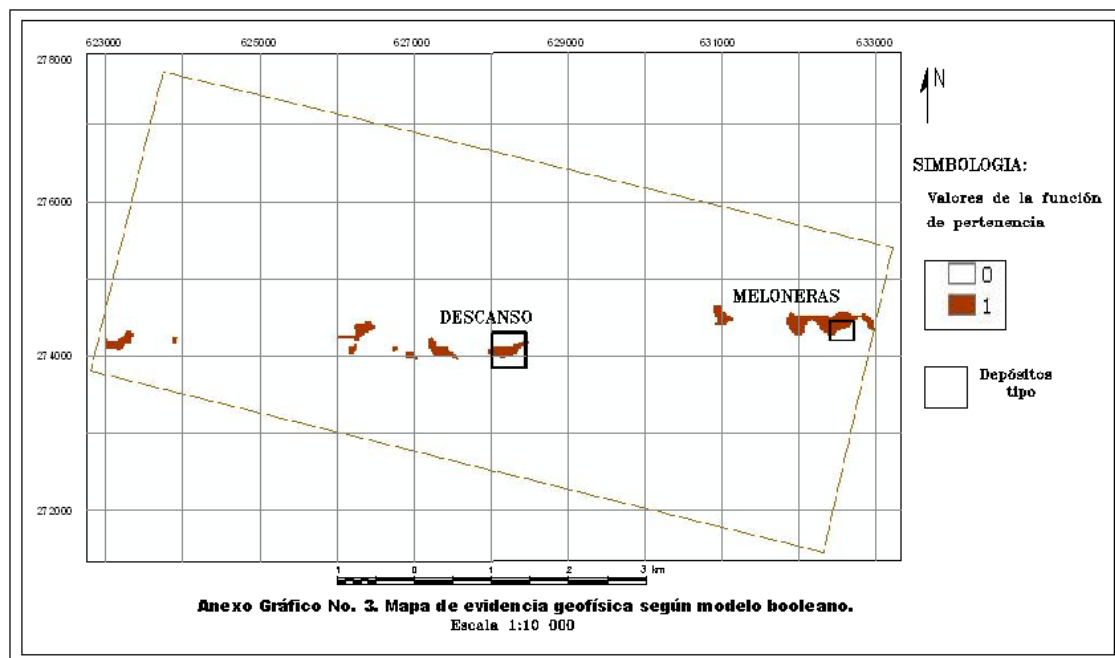 623000 625000 627000 629000 631000 633000
278000
276000
274000
272000
N
SIMBOLOGIA:
Valores de la función
de pertenencia
0
1
Depósitos
tipo
MELONERAS
DESCANSO
1 0 1 2 3 km
Anexo Gráfico No. 3. Mapa de evidencia geofísica según modelo booleano.
Escala 1:10 000